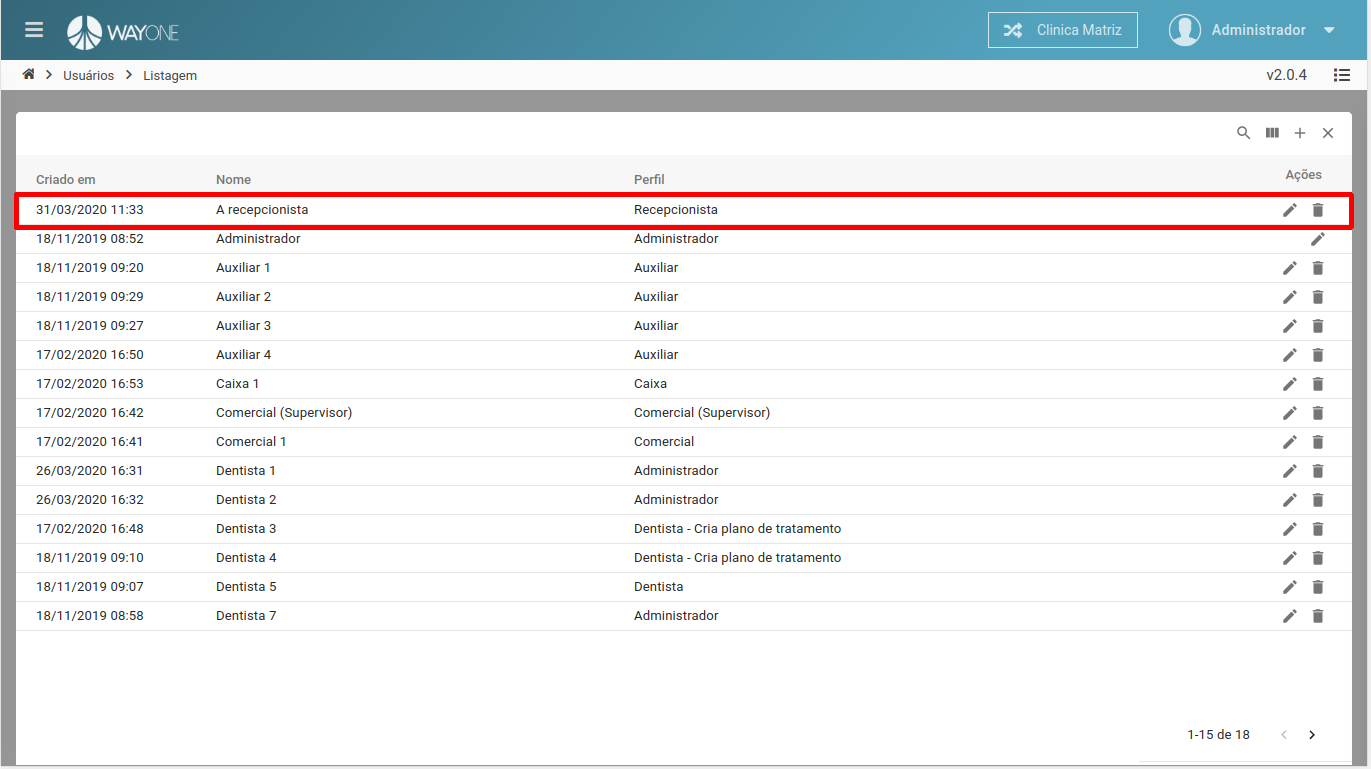 WAYONE
Clinica Matriz
Administrador
Usuários
Listagem
v2.0.4
Criado em Nome Perfil Ações
31/03/2020 11:33 A recepcionista Recepcionista
18/11/2019 08:52 Administrador Administrador
18/11/2019 09:20 Auxiliar 1 Auxiliar
18/11/2019 09:29 Auxiliar 2 Auxiliar
18/11/2019 09:27 Auxiliar 3 Auxiliar
17/02/2020 16:50 Auxiliar 4 Auxiliar
17/02/2020 16:53 Caixa 1 Caixa
17/02/2020 16:42 Comercial (Supervisor) Comercial (Supervisor)
17/02/2020 16:41 Comercial 1 Comercial
26/03/2020 16:31 Dentista 1 Administrador
26/03/2020 16:32 Dentista 2 Administrador
17/02/2020 16:48 Dentista 3 Dentista - Cria plano de tratamento
18/11/2019 09:10 Dentista 4 Dentista - Cria plano de tratamento
18/11/2019 09:07 Dentista 5 Dentista
18/11/2019 08:58 Dentista 7 Administrador
1-15 de 18